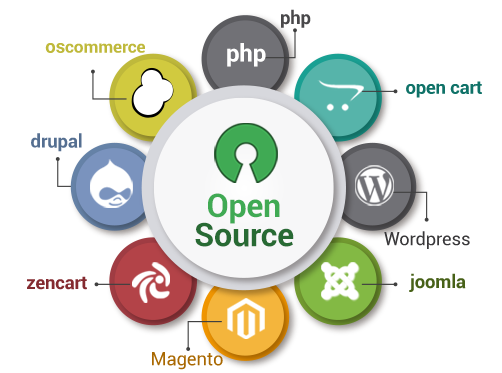 php
oscommerce
php
open cart
drupal
Open
Source
Wordpress
zencart
joomla
Magento